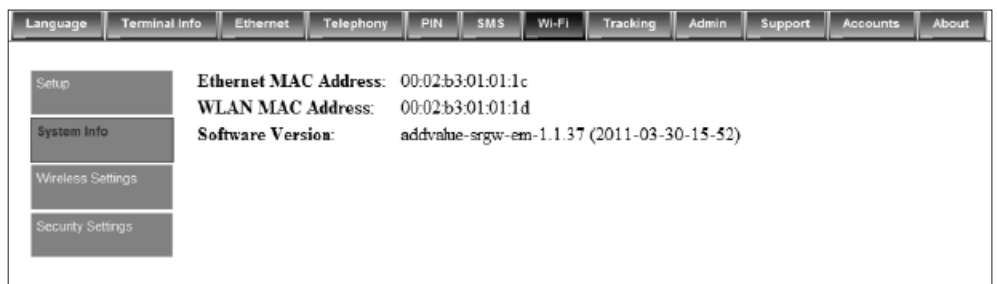 Language Terminal Info Ethernet Telephony PIN SMS Wi-Fi Tracking Admin Support Accounts About
Setup
System Info
Wireless Settings
Security Settings
Ethernet MAC Address: 00:02:b3:01:01:1c
WLAN MAC Address: 00:02:b3:01:01:1d
Software Version: addvalue-srgw-em-1.1.37 (2011-03-30-15-52)